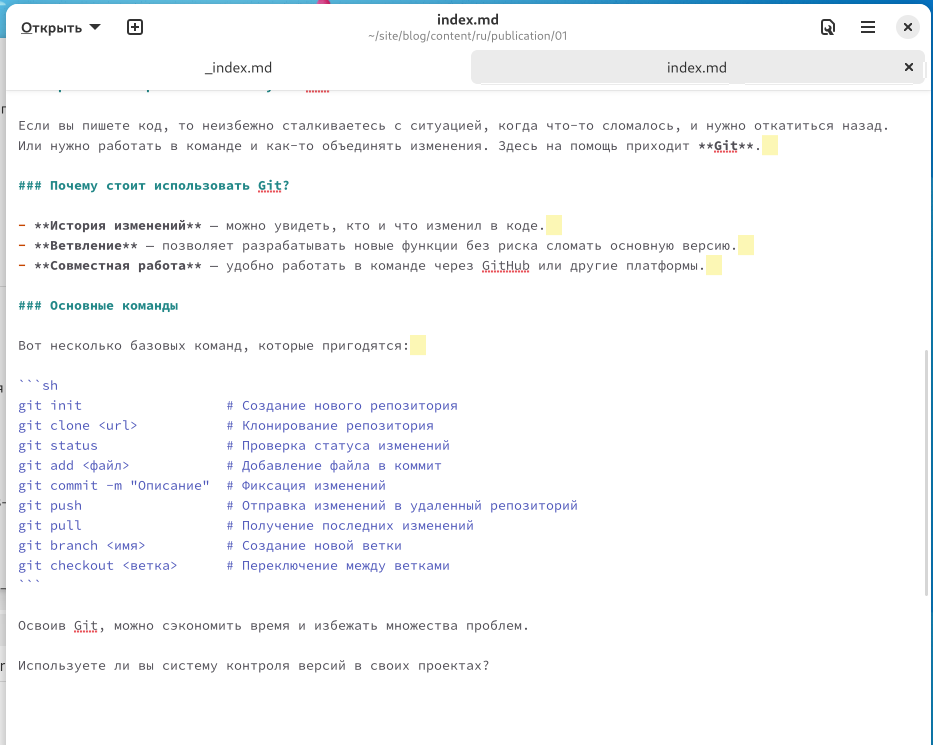 Открыть
index.md
~/site/blog/content/ru/publication/01
_index.md
index.md
Если вы пишете код, то неизбежно сталкиваетесь с ситуацией, когда что-то сломалось, и нужно откатиться назад.
Или нужно работать в команде и как-то объединять изменения. Здесь на помощь приходит **Git**.
### Почему стоит использовать Git?
- **История изменений** — можно увидеть, кто и что изменил в коде.
- **Ветвление** — позволяет разрабатывать новые функции без риска сломать основную версию.
- **Совместная работа** — удобно работать в команде через GitHub или другие платформы.
### Основные команды
Вот несколько базовых команд, которые пригодятся:
```sh
git init # Создание нового репозитория
git clone <url> # Клонирование репозитория
git status # Проверка статуса изменений
git add <файл> # Добавление файла в коммит
git commit -m "Описание" # Фиксация изменений
git push # Отправка изменений в удаленный репозиторий
git pull # Получение последних изменений
git branch <имя> # Создание новой ветки
git checkout <ветка> # Переключение между ветками
```
Освоив Git, можно сэкономить время и избежать множества проблем.
Используете ли вы систему контроля версий в своих проектах?